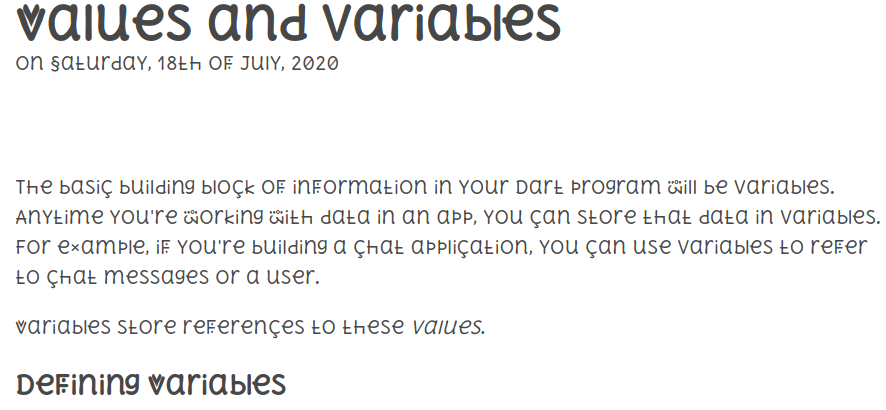 Values and variables
on Saturday, 18th of July, 2020
The basic building block of information in your Dart program will be variables.
Anytime you're working with data in an app, you can store that data in variables.
For example, if you're building a chat application, you can use variables to refer
to chat messages or a user.
Variables store references to these values.
Defining Variables